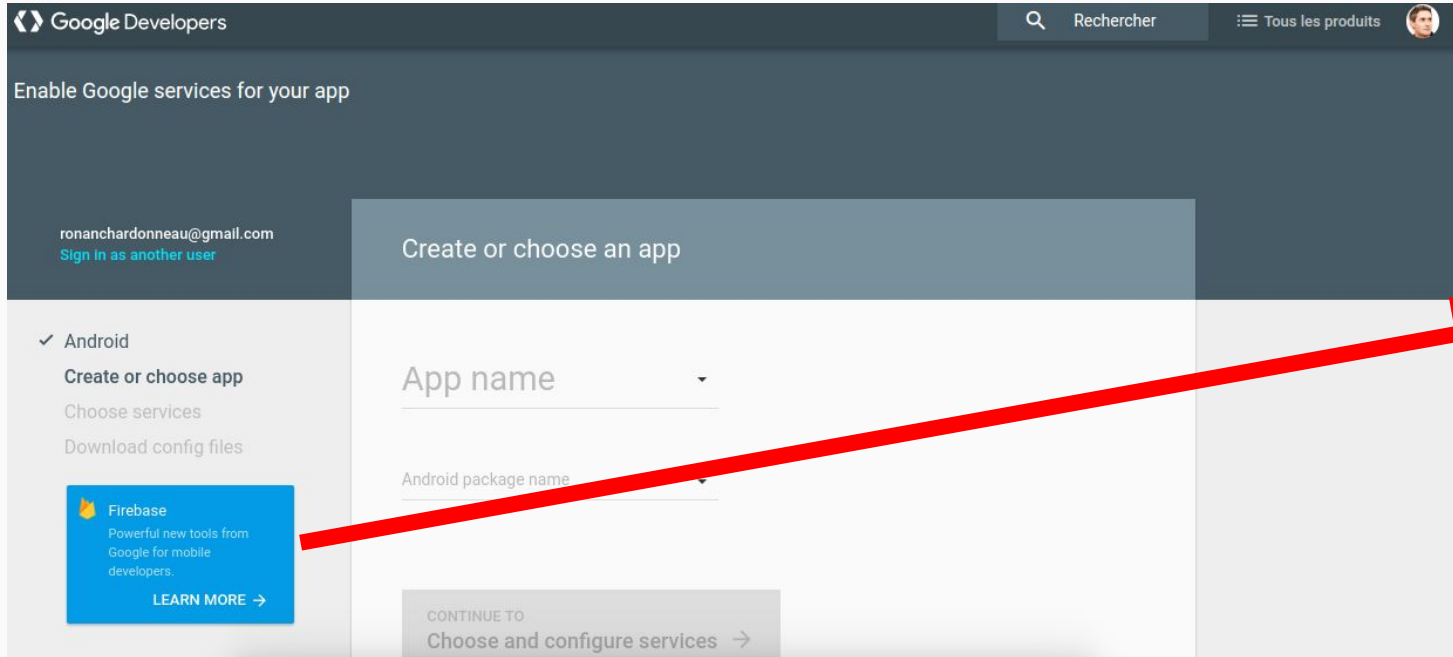 Google Developers
Rechercher
Tous les produits
Enable Google services for your app
ronanchardonneau@gmail.com
Sign in as another user
Create or choose an app
Android
Create or choose app
Choose services
Download config files
App name
Android package name
Firebase
Powerful new tools from
Google for mobile
developers.
LEARN MORE
CONTINUE TO
Choose and configure services